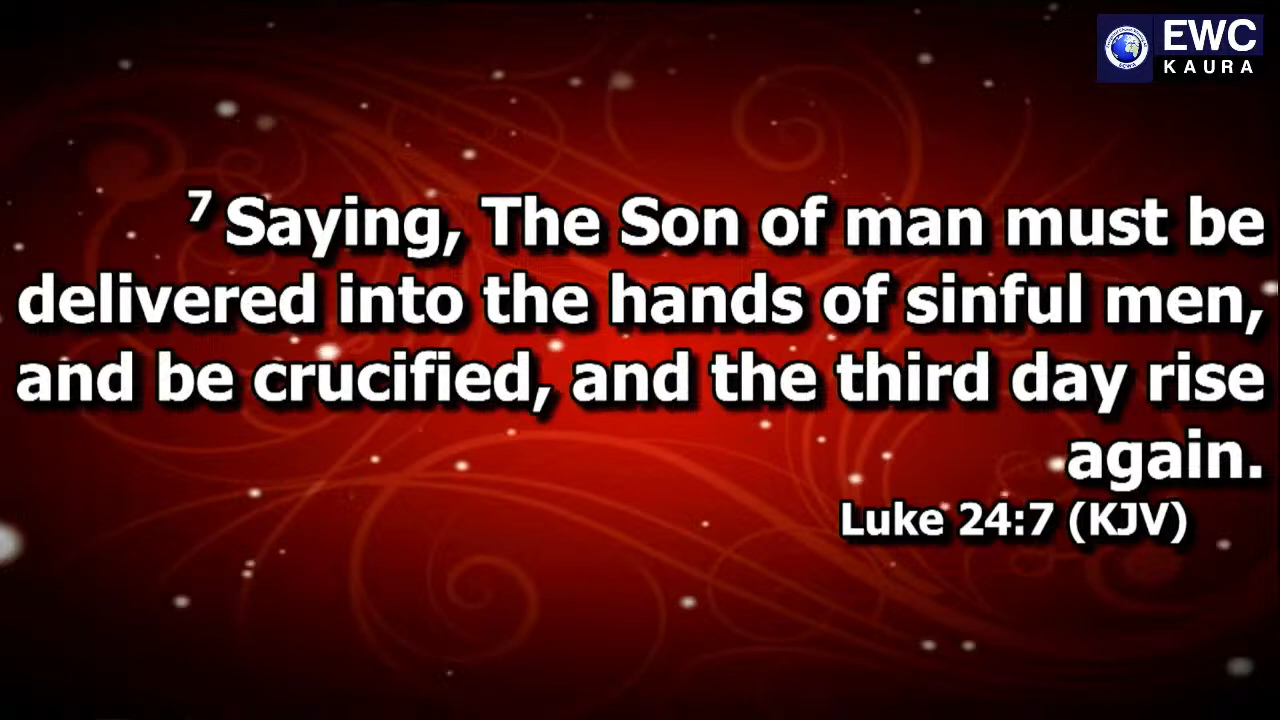 EWC
KAURA
7 Saying, The Son of man must be
delivered into the hands of sinful men,
and be crucified, and the third day rise
again.
Luke 24:7 (KJV)